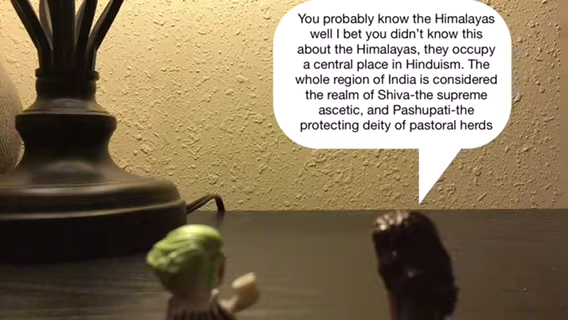 You probably know the Himalayas
well I bet you didn’t know this
about the Himalayas, they occupy
a central place in Hinduism. The
whole region of India is considered
the realm of Shiva-the supreme
ascetic, and Pashupati-the
protecting deity of pastoral herds